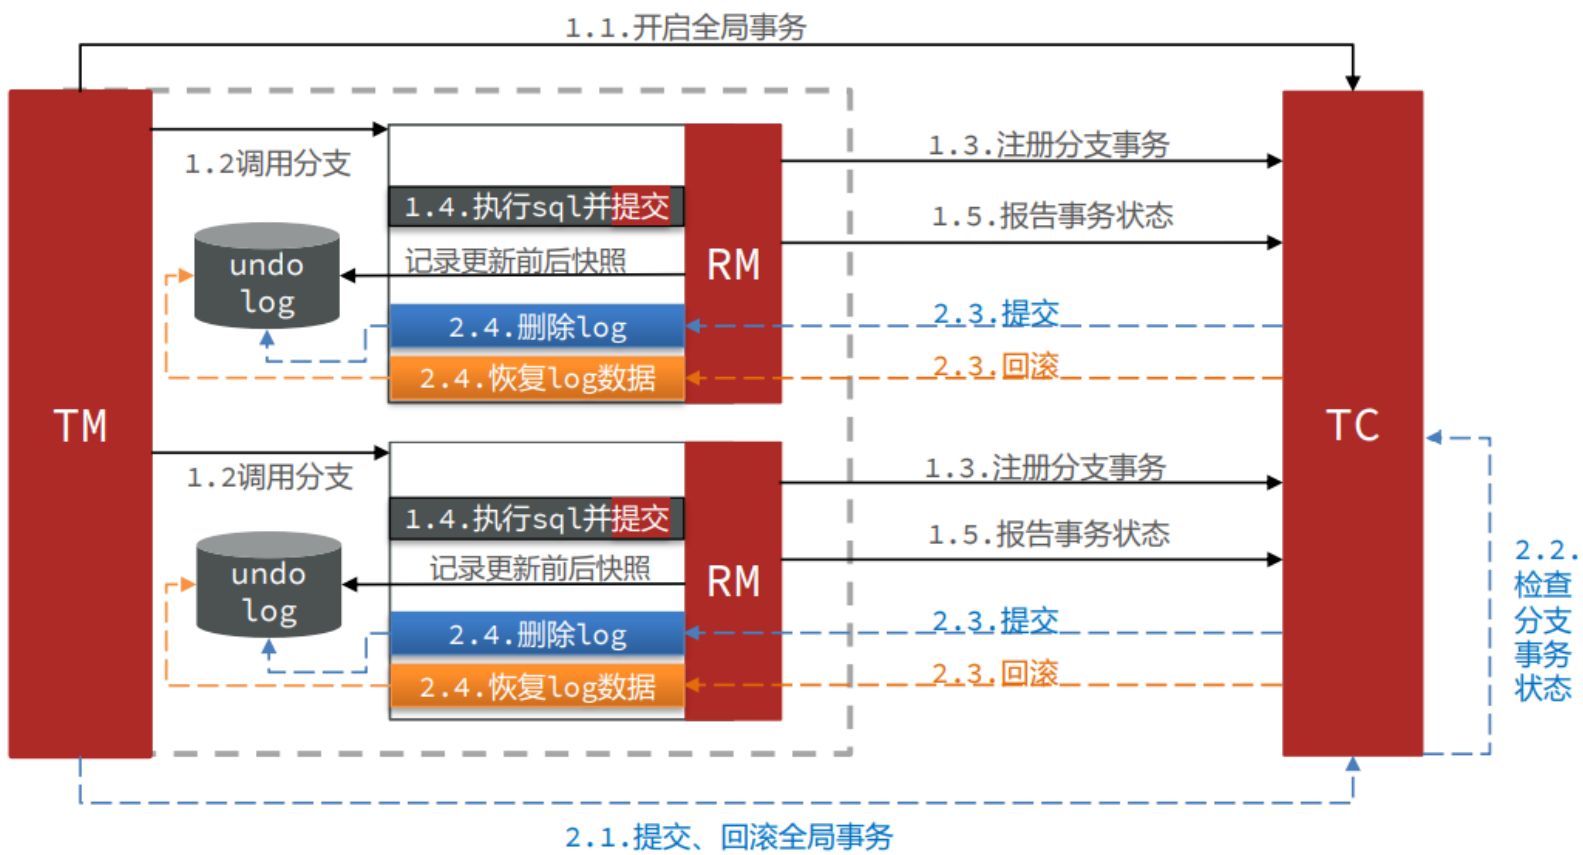 1.1.开启全局事务
TM
1.2调用分支
1.4.执行sql并提交
undo
log
记录更新前后快照
2.4.删除log
2.4.恢复log数据
RM
1.3.注册分支事务
1.5.报告事务状态
2.3.提交
2.3.回滚
1.2调用分支
1.4.执行sql并提交
undo
log
记录更新前后快照
2.4.删除log
2.4.恢复log数据
RM
1.3.注册分支事务
1.5.报告事务状态
2.3.提交
2.3.回滚
TC
2.2.
检查
分支
事务
状态
2.1.提交、回滚全局事务